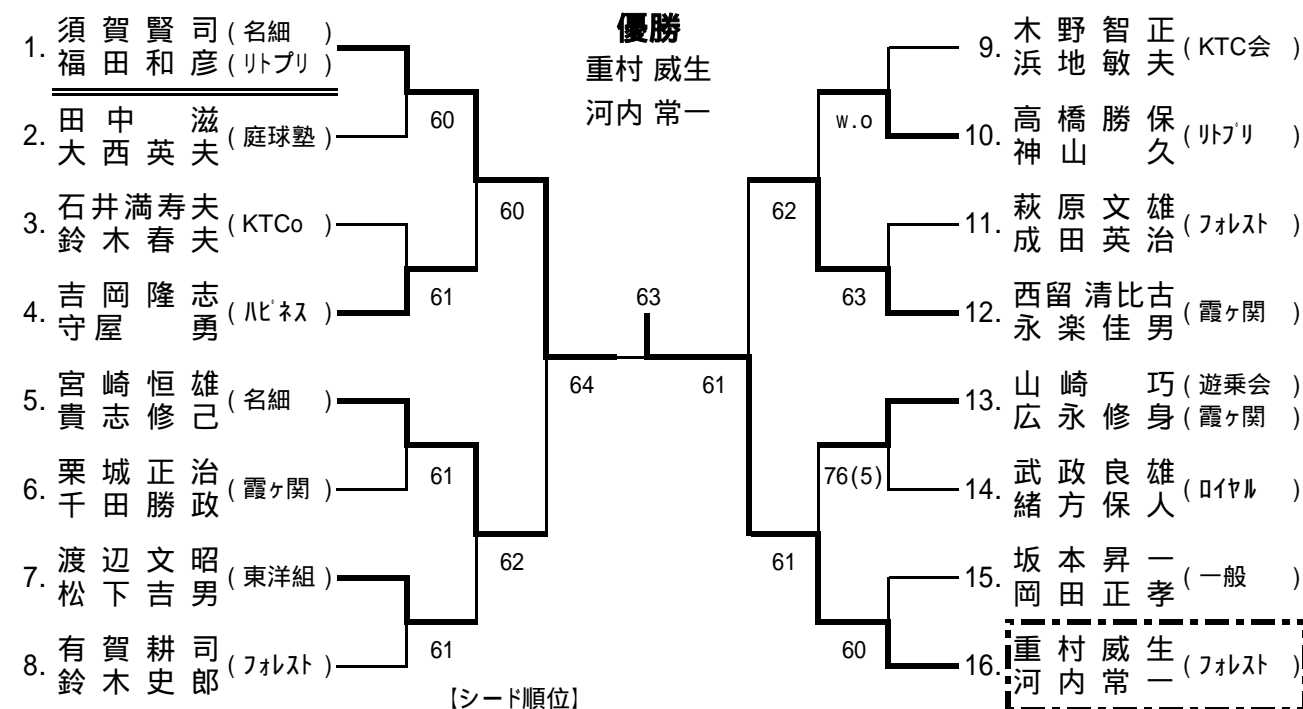 優勝
重村 威生
河内 常一
1. 須賀賢司 (名細)
福田和彦 (リトプリ)
60
2. 田中 滋
大西英夫 (庭球塾)
60
3. 石井満寿夫
鈴木春夫 (KTCo)
61
4. 吉岡隆志
守屋 勇 (ハピネス)
64
5. 宮崎恒雄
貴志修己 (名細)
61
6. 栗城正治
千田勝政 (霞ヶ関)
62
7. 渡辺文昭
松下吉男 (東洋組)
61
8. 有賀耕司
鈴木史郎 (フォレスト)
63
9. 木野智正
浜地敏夫 (KTC会)
w.o
10. 高橋勝保
神山 久 (リトプリ)
62
11. 萩原文雄
成田英治 (フォレスト)
63
12. 西留清比古
永楽佳男 (霞ヶ関)
61
13. 山崎 巧 (遊乗会)
広永修身 (霞ヶ関)
76(5)
14. 武政良雄
緒方保人 (ロイヤル)
61
15. 坂本昇一
岡田正孝 (一般)
60
16. 重村威生
河内常一 (フォレスト)
【シード順位】